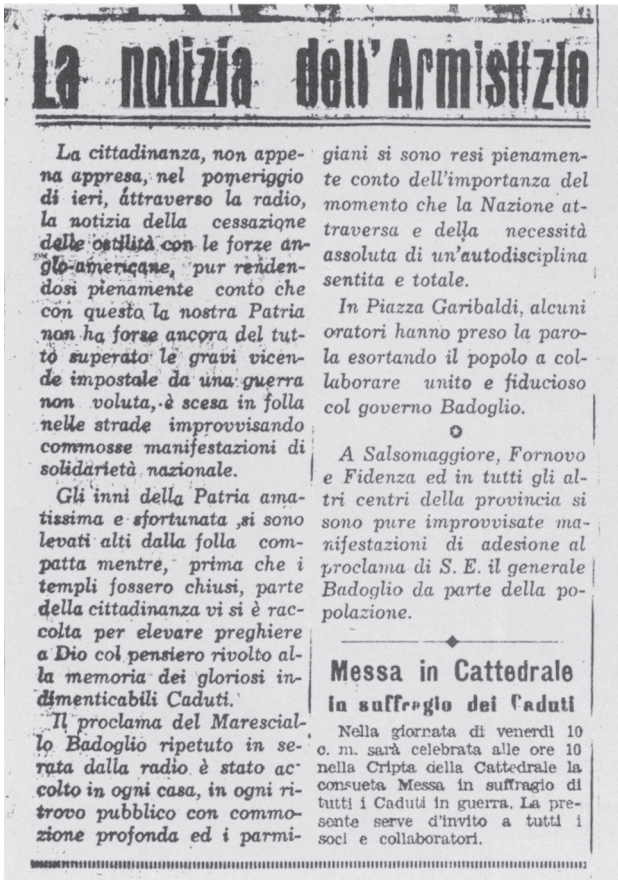 La notizia dell'Armistizio
La cittadinanza, non appe-
na appresa, nel pomeriggio
di ieri, attraverso la radio,
la notizia della cessazione
delle ostilità con le forze an-
glo-americane, pur renden-
dosi pienamente conto che
con questo la nostra Patria
non ha forse ancora del tut-
to superato le gravi vicen-
de impostale da una guerra
non voluta, è scesa in folla
nelle strade improvvisando
commosse manifestazioni di
solidarietà nazionale.
Gli inni della Patria ama-
tissima e sfortunata ,si sono
levati alti dalla folla com-
patta mentre, prima che i
templi fossero chiusi, parte
della cittadinanza vi si è rac-
colta per elevare preghiere
a Dio col pensiero rivolto al-
la memoria dei gloriosi in-
dimenticabili Caduti.
Il proclama del Marescial-
lo Badoglio ripetuto in se-
rata dalla radio è stato ac-
colto in ogni casa, in ogni ri-
trovo pubblico con commo-
zione profonda ed i parmi-
giani si sono resi pienamen-
te conto dell'importanza del
momento che la Nazione at-
traversa e della necessità
assoluta di un'autodisciplina
sentita e totale.
In Piazza Garibaldi, alcuni
oratori hanno preso la paro-
la esortando il popolo a col-
laborare unito e fiducioso
col governo Badoglio.
A Salsomaggiore, Fornovo
e Fidenza ed in tutti gli al-
tri centri della provincia si
sono pure improvvisate ma-
nifestazioni di adesione al
proclama di S. E. il generale
Badoglio da parte della po-
polazione.
Messa in Cattedrale
in suffragio dei Caduti
Nella giornata di venerdì 10
c. m. sarà celebrata alle ore 10
nella Cripta della Cattedrale la
consueta Messa in suffragio di
tutti i Caduti in guerra. La pre-
sente serve d'invito a tutti i
soci e collaboratori.